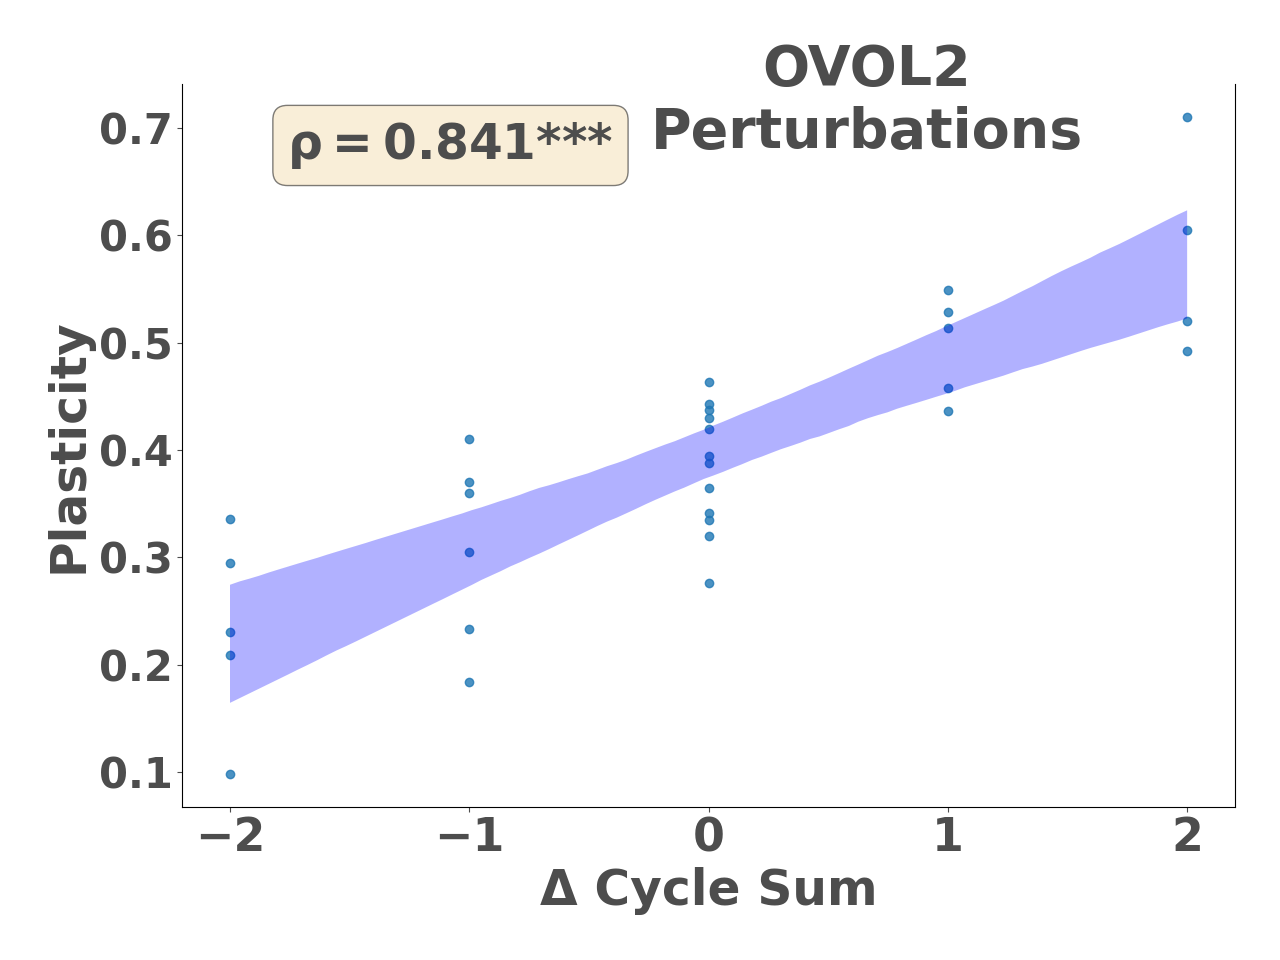 OVOL2
Perturbations
ρ = 0.841***
0.7
0.6
0.5
0.4
0.3
0.2
0.1
Plasticity
−2 −1 0 1 2
Δ Cycle Sum